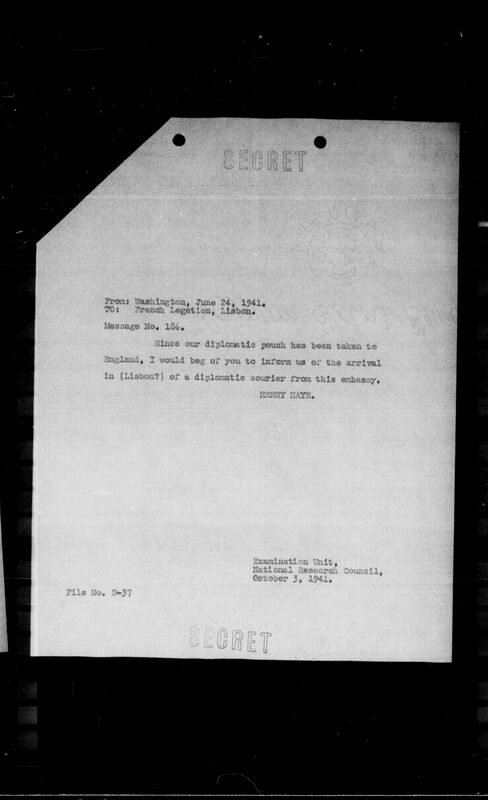 SECRET
From: Washington, June 24, 1941.
TO: French Legation, Lisbon.
Message No. 186.
Since our diplomatic pouch has been taken to
England, I would beg of you to inform us of the arrival
in (Lisbon?) of a diplomatic courier from this embassy.
HENRY HAYE.
Examination Unit,
National Research Council,
October 3, 1941.
File No. D-37
SECRET